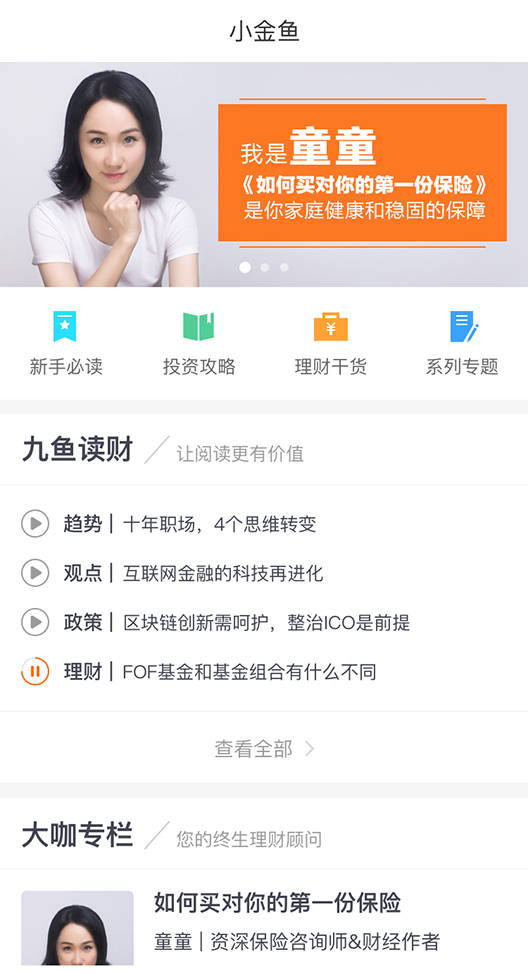 小金鱼
我是童童
《如何买对你的第一份保险》
是你家庭健康和稳固的保障
新手必读
投资攻略
理财干货
系列专题
九鱼读财
让阅读更有价值
趋势 | 十年职场，4个思维转变
观点 | 互联网金融的科技再进化
政策 | 区块链创新需呵护，整治ICO是前提
理财 | FOF基金和基金组合有什么不同
查看全部
大咖专栏
您的终生理财顾问
如何买对你的第一份保险
童童 | 资深保险咨询师&财经作者